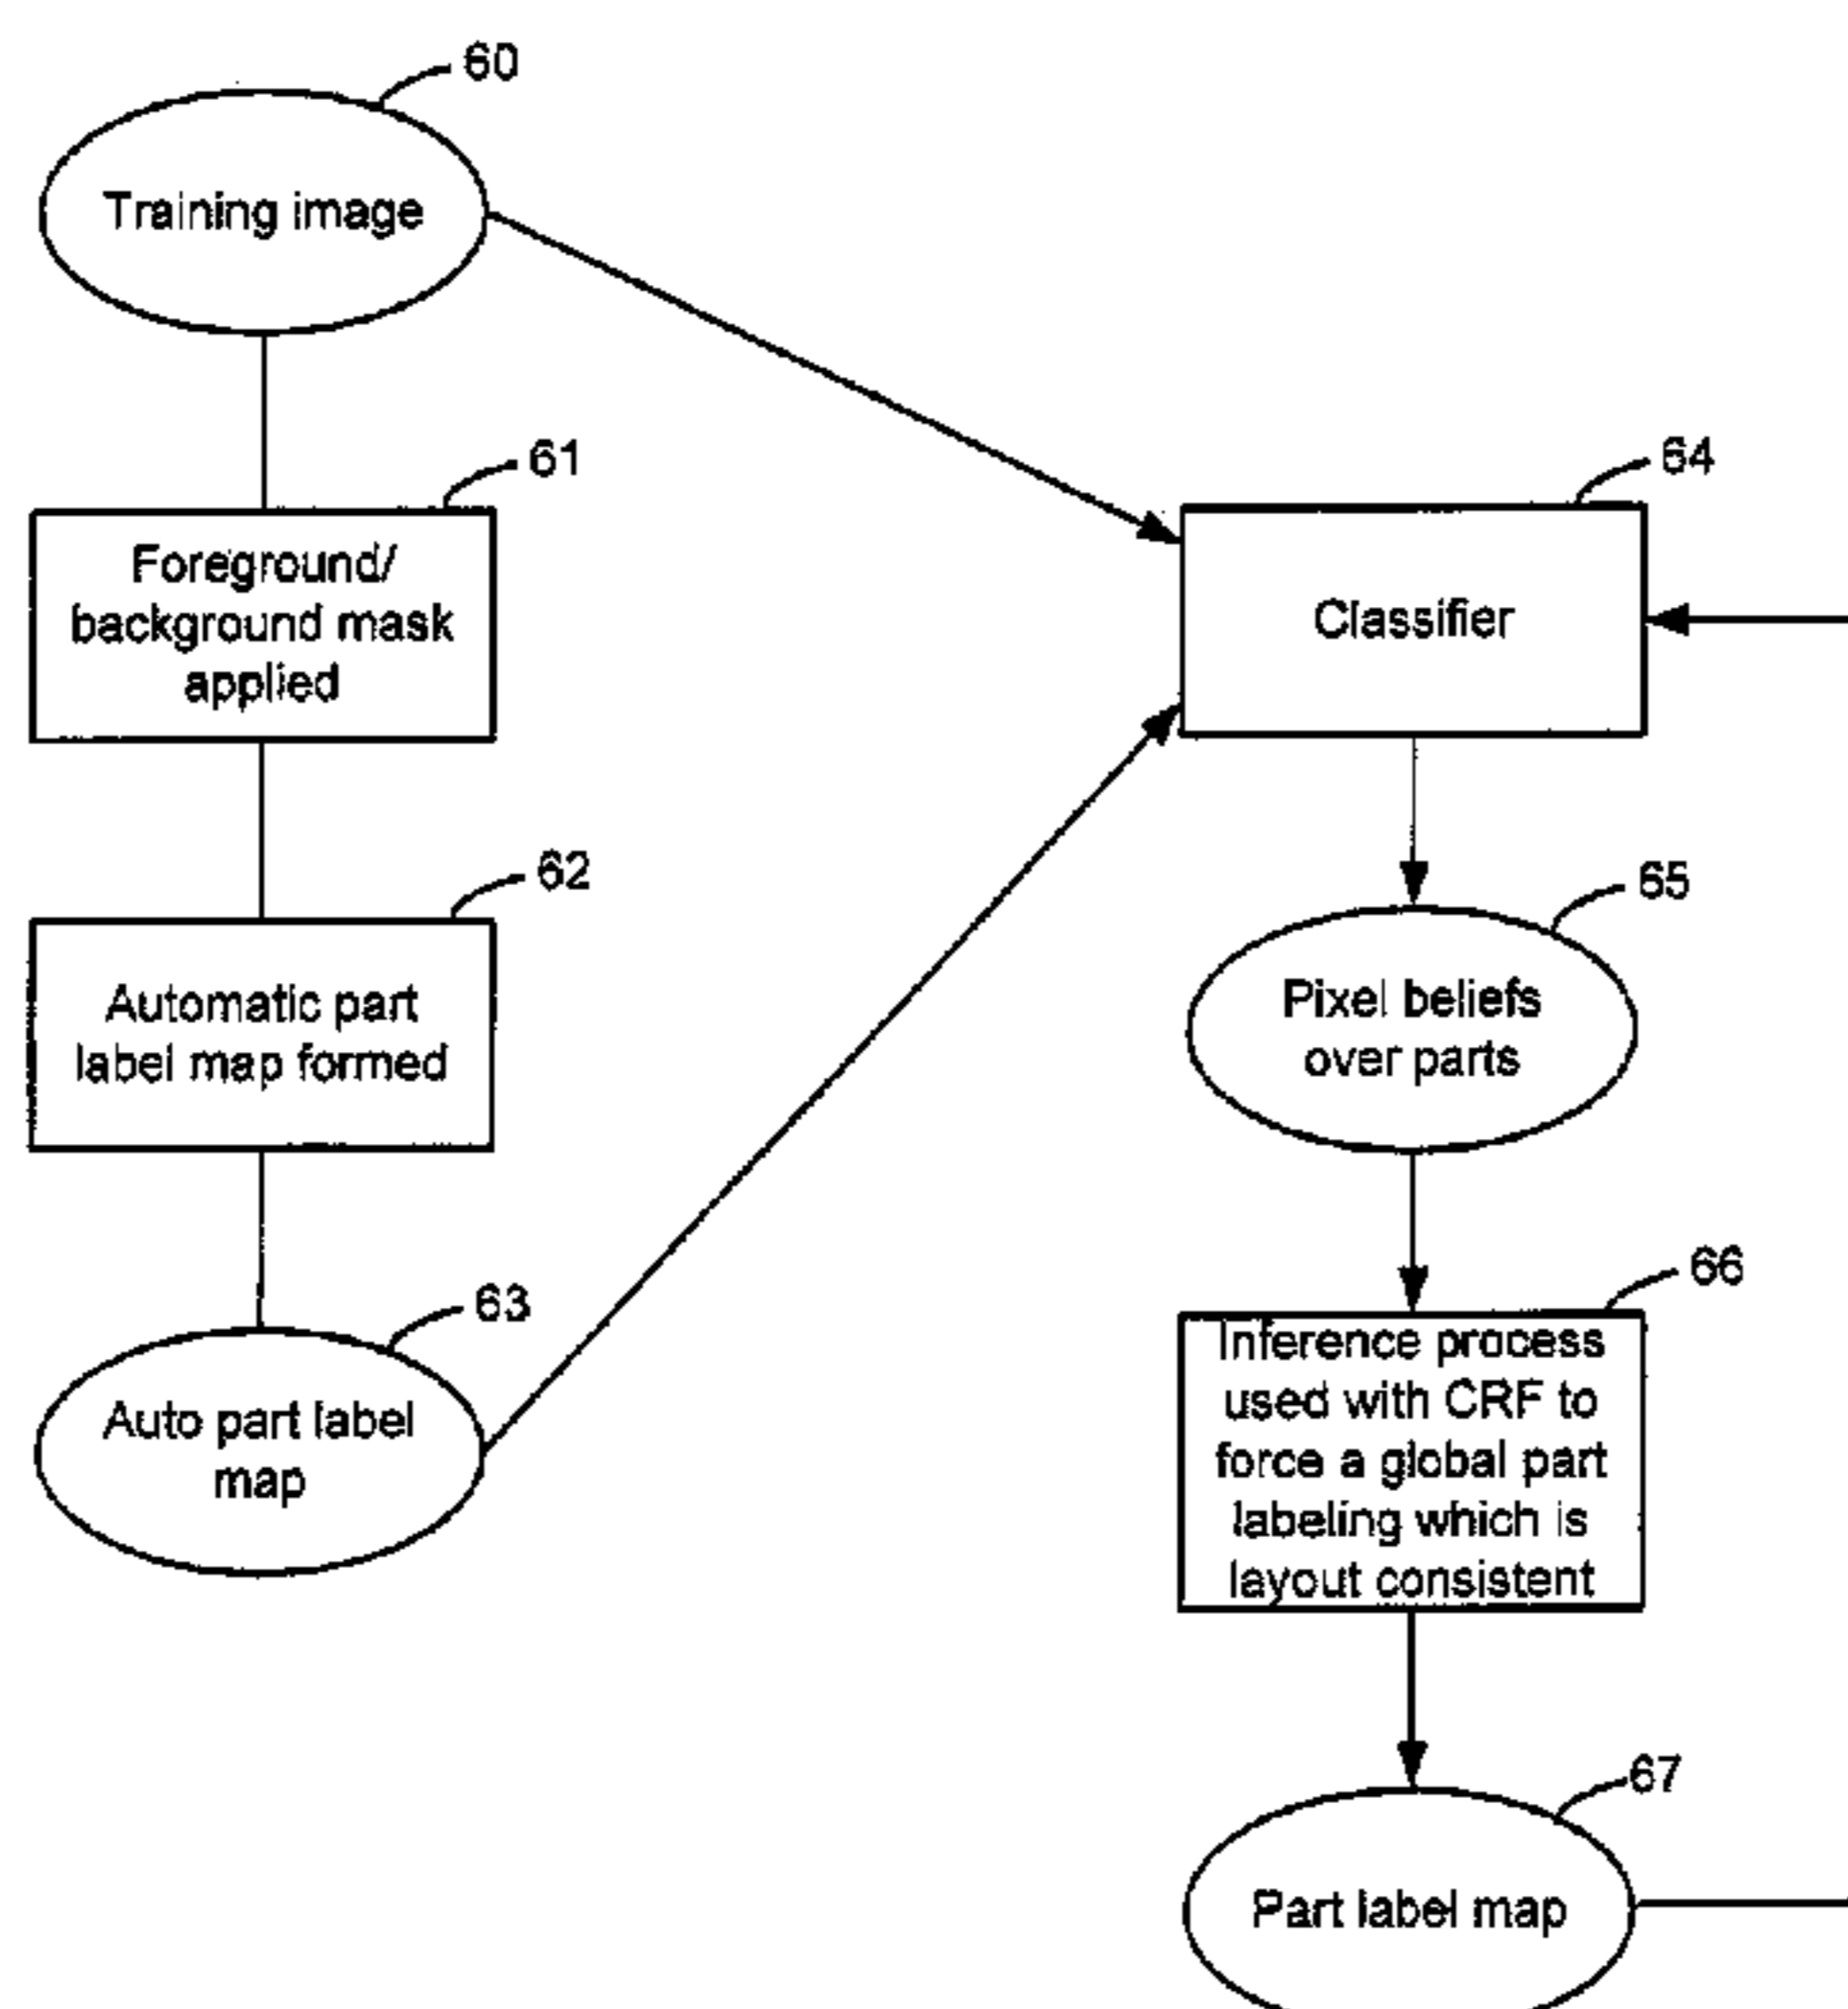 60
Training image
61
Foreground/
background mask
applied
62
Automatic part
label map formed
63
Auto part label
map
64
Classifier
65
Pixel beliefs
over parts
66
Inference process
used with CRF to
force a global part
labeling which is
layout consistent
67
Part label map